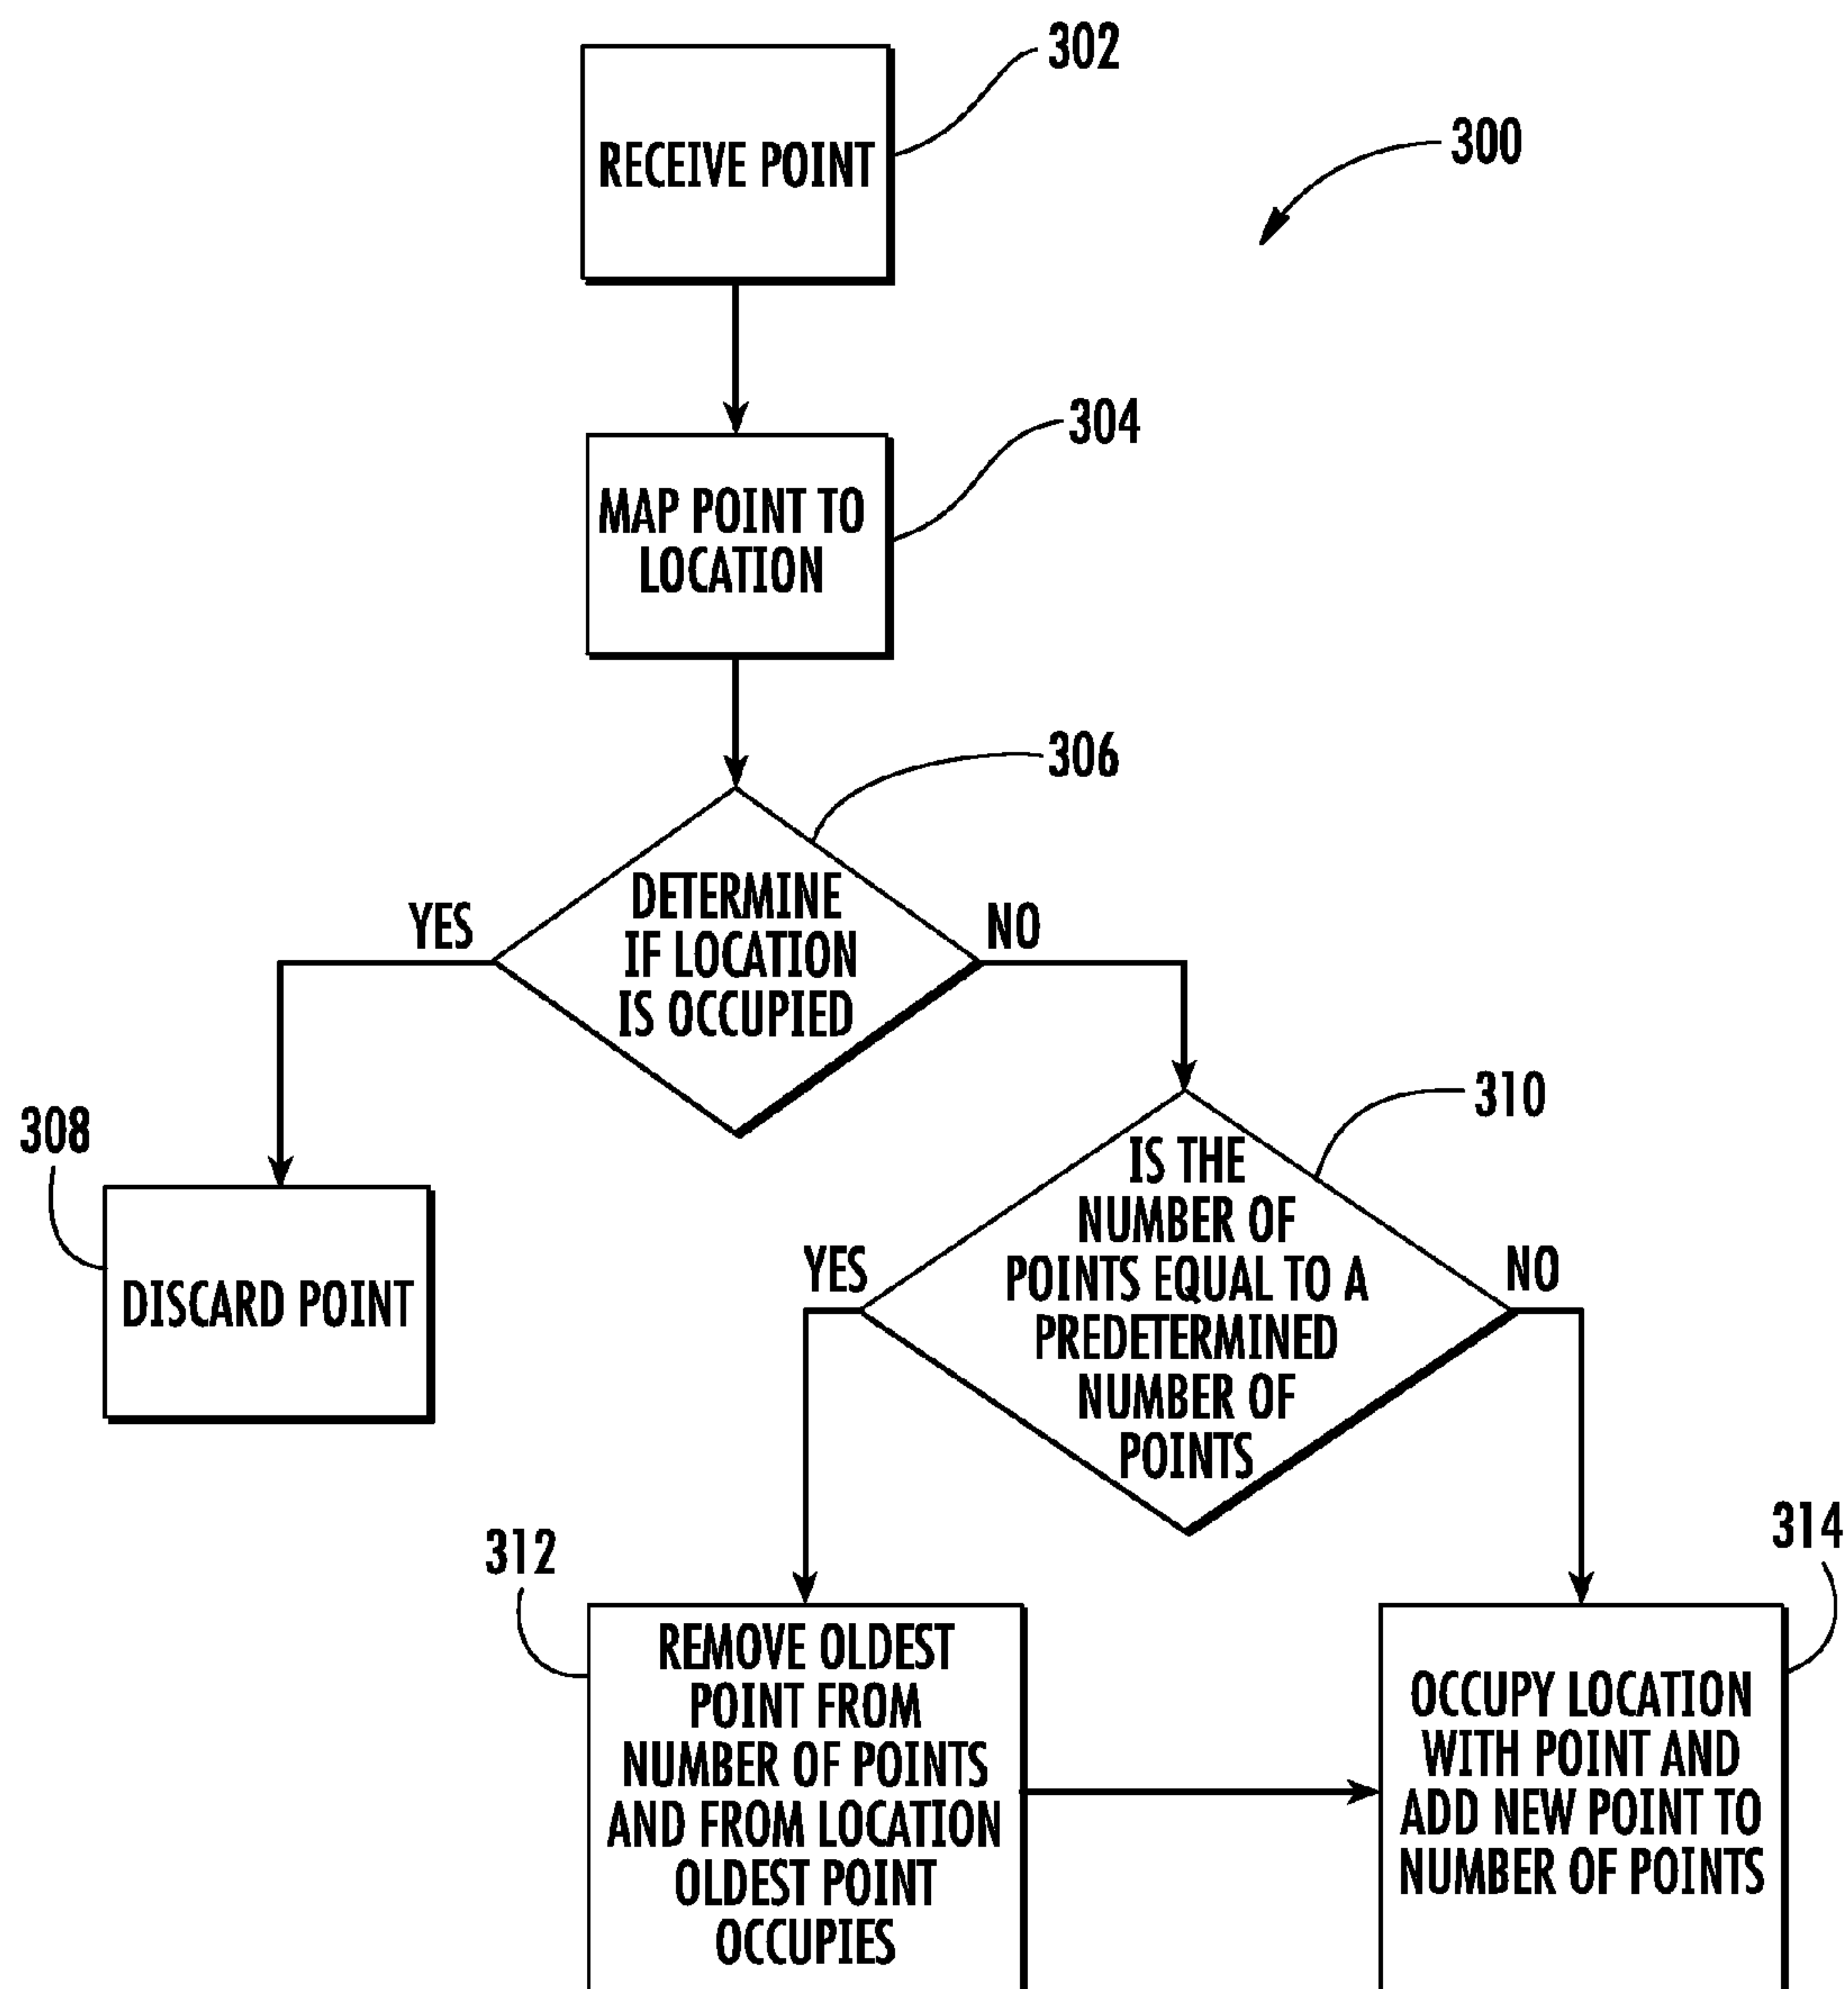 302
RECEIVE POINT
300
304
MAP POINT TO
LOCATION
306
DETERMINE
IF LOCATION
IS OCCUPIED
YES
NO
308
DISCARD POINT
310
IS THE
NUMBER OF
POINTS EQUAL TO A
PREDETERMINED
NUMBER OF
POINTS
YES
NO
312
REMOVE OLDEST
POINT FROM
NUMBER OF POINTS
AND FROM LOCATION
OLDEST POINT
OCCUPIES
314
OCCUPY LOCATION
WITH POINT AND
ADD NEW POINT TO
NUMBER OF POINTS